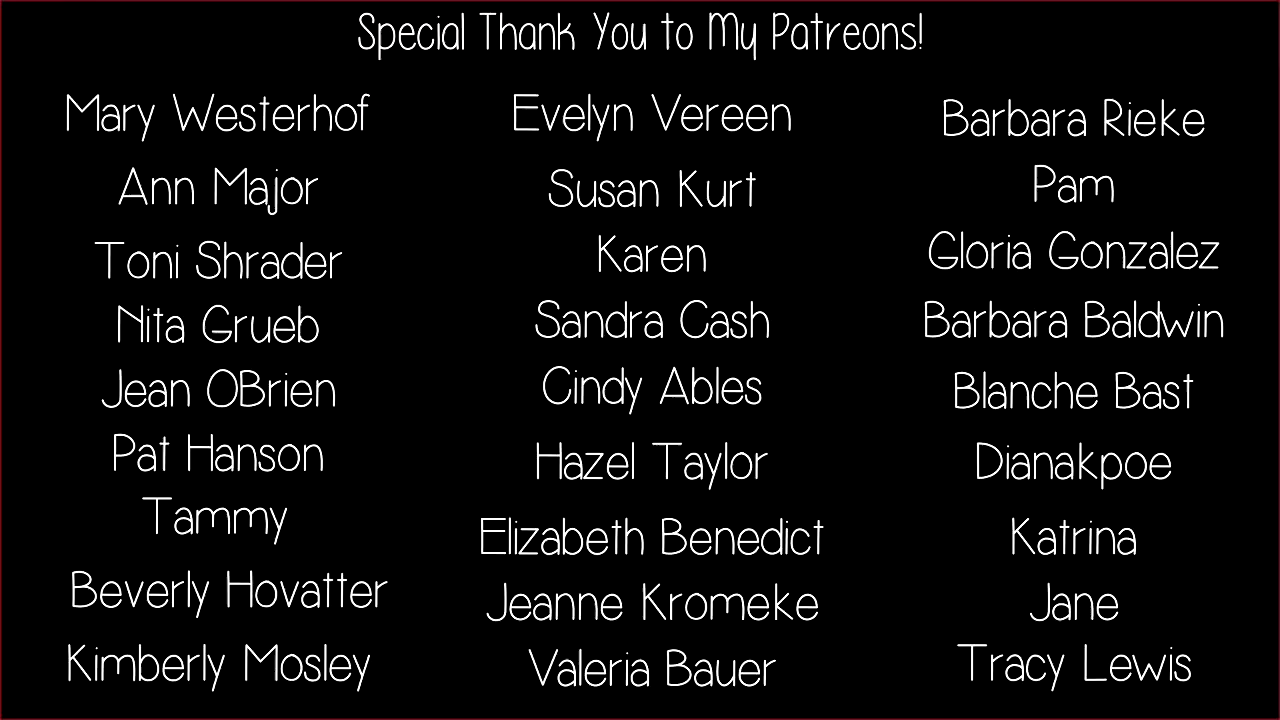 Special Thank You to My Patreons!
Mary Westerhof
Ann Major
Toni Shrader
Nita Grueb
Jean OBrien
Pat Hanson
Tammy
Beverly Hovatter
Kimberly Mosley
Evelyn Vereen
Susan Kurt
Karen
Sandra Cash
Cindy Ables
Hazel Taylor
Elizabeth Benedict
Jeanne Kromeke
Valeria Bauer
Barbara Rieke
Pam
Gloria Gonzalez
Barbara Baldwin
Blanche Bast
Dianakpoe
Katrina
Jane
Tracy Lewis